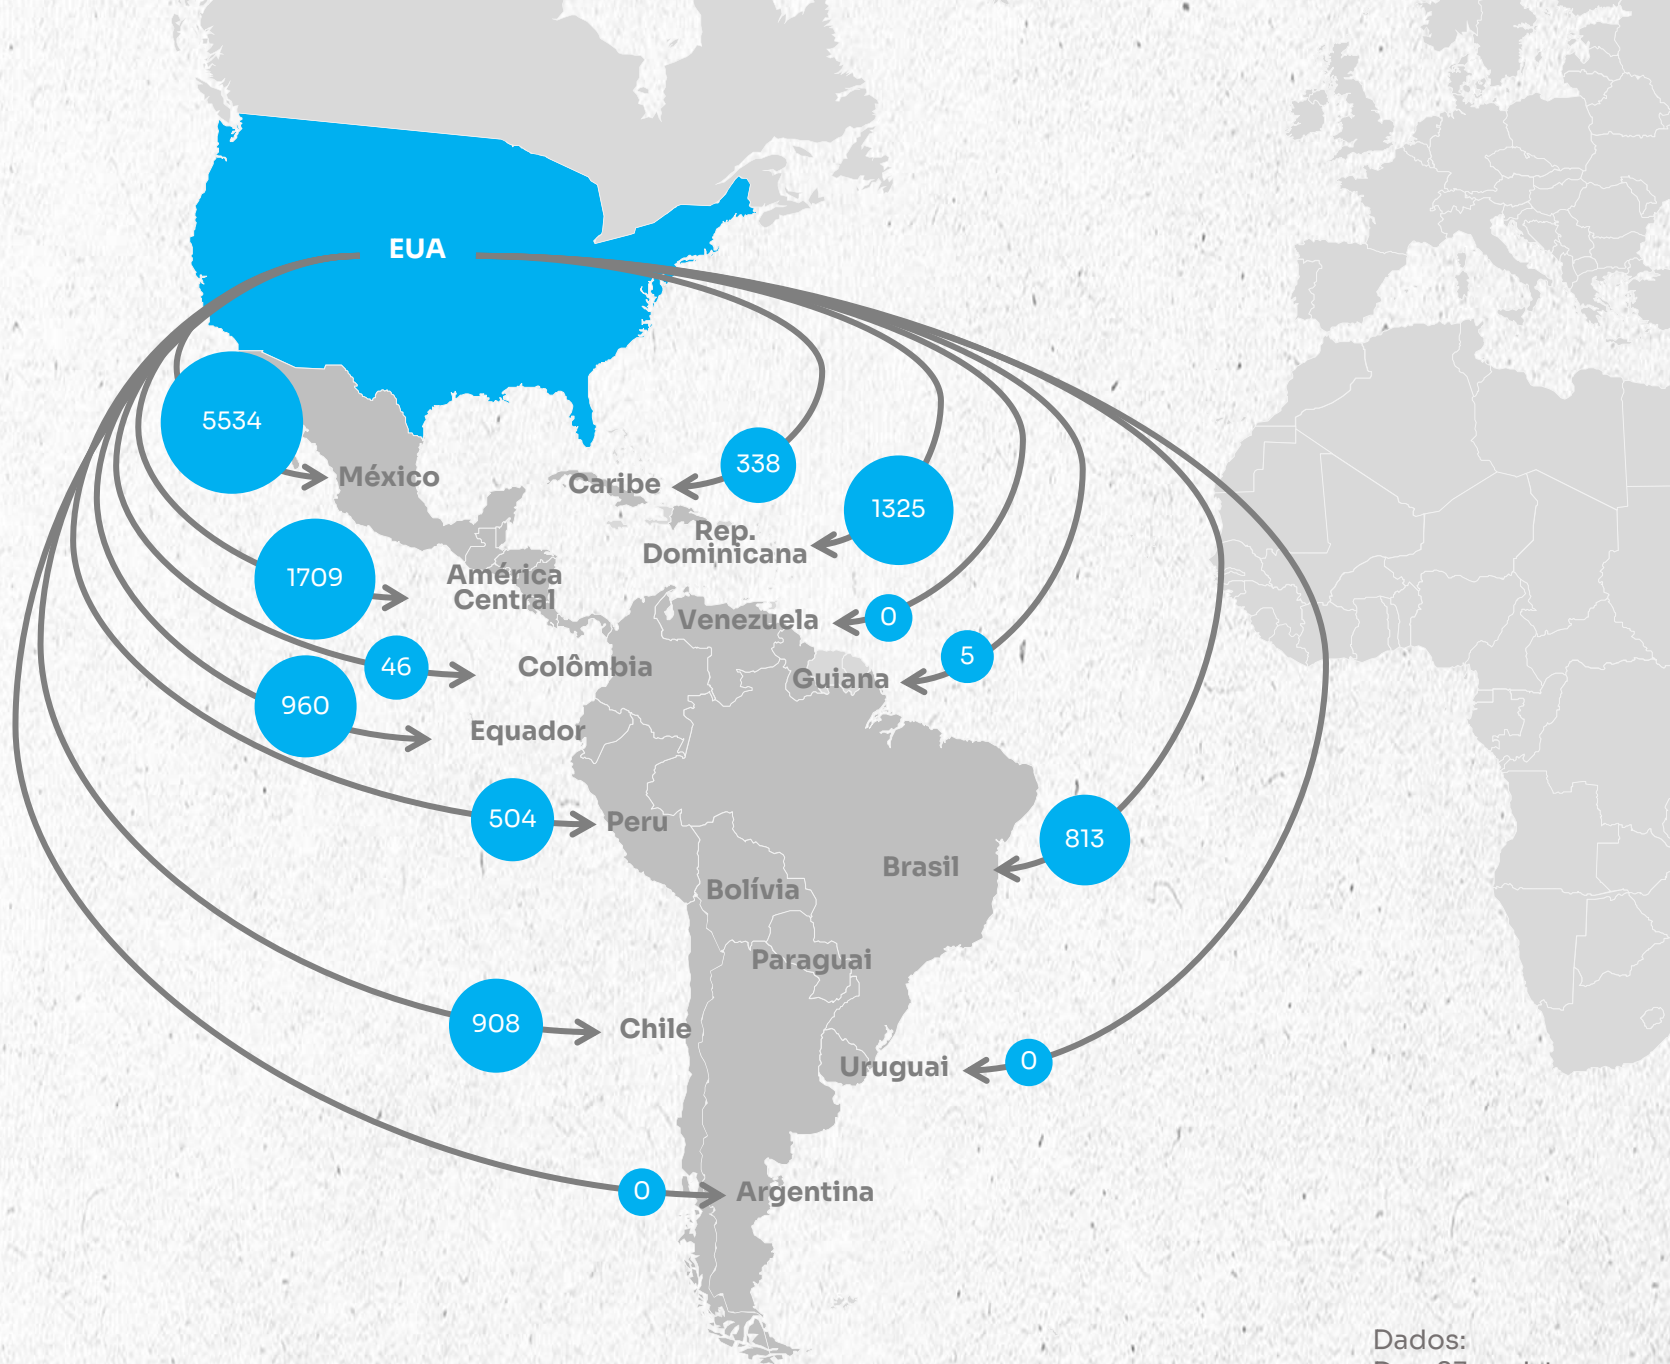 EUA
5534
México
338
Caribe
1325
Rep.
Dominicana
1709
América
Central
0
Venezuela
46
Colômbia
5
Guiana
960
Equador
504
Peru
813
Brasil
Bolívia
Paraguai
908
Chile
0
Uruguai
0
Argentina
Dados: